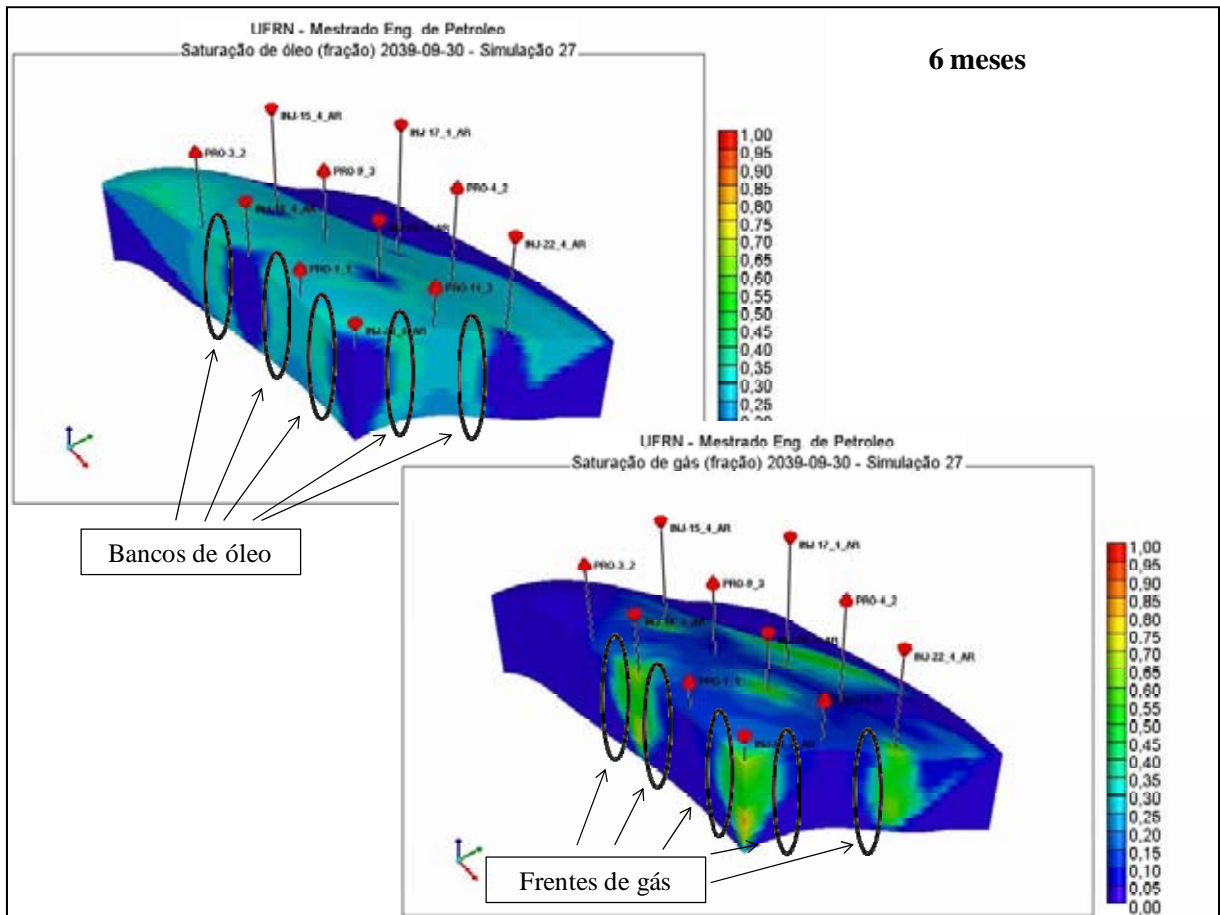 UFRN - Mestrado Eng. de Petroleo
Saturação de óleo (fração) 2039-09-30 - Simulação 27
6 meses
INJ-15_4_AR
INJ-17_1_AR
PRO-3_2
PRO-9_3
PRO-4_2
INJ-22_4_AR
PRO-1_1
PRO-11_3
1,00
0,95
0,90
0,85
0,80
0,75
0,70
0,65
0,60
0,55
0,50
0,45
0,40
0,35
0,30
0,25
Bancos de óleo
UFRN - Mestrado Eng. de Petroleo
Saturação de gás (fração) 2039-09-30 - Simulação 27
INJ-15_4_AR
INJ-17_1_AR
PRO-3_2
PRO-9_3
PRO-4_2
INJ-22_4_AR
PRO-1_1
1,00
0,95
0,90
0,85
0,80
0,75
0,70
0,65
0,60
0,55
0,50
0,45
0,40
0,35
0,30
0,25
0,20
0,15
0,10
0,05
0,00
Frentes de gás